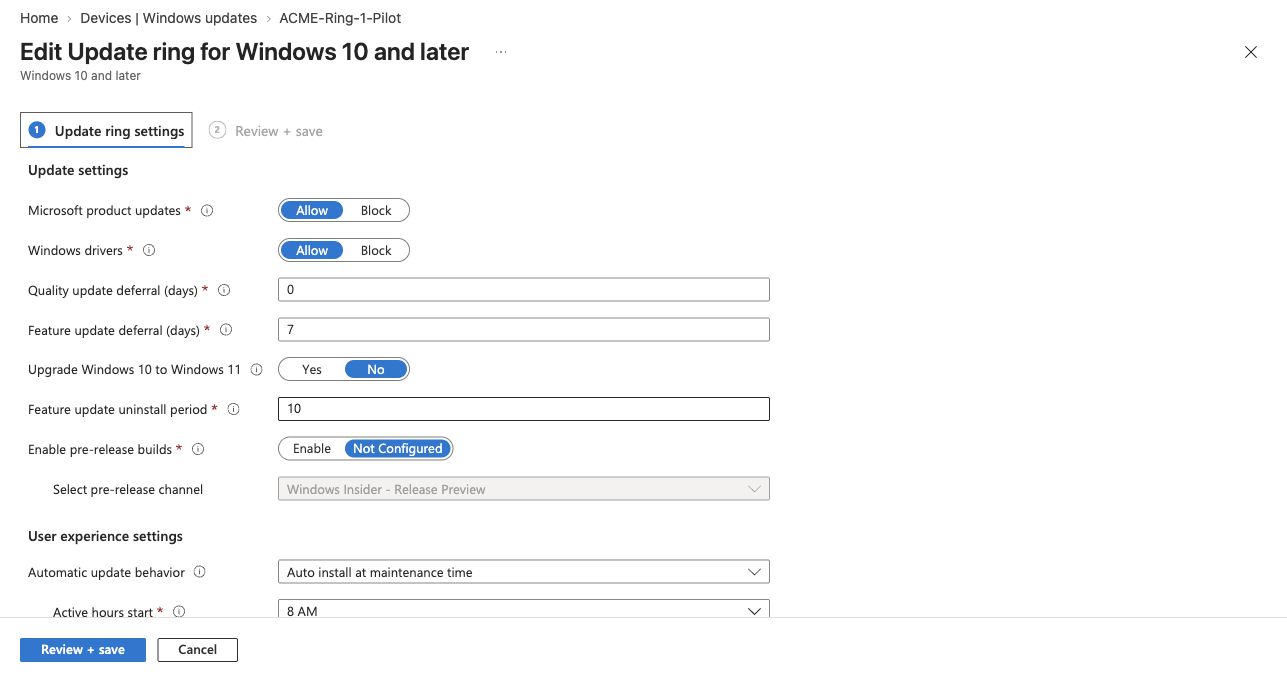 Home > Devices | Windows updates > ACME-Ring-1-Pilot
Edit Update ring for Windows 10 and later ...
Windows 10 and later
1 Update ring settings 2 Review + save
Update settings
Microsoft product updates * Allow Block
Windows drivers * Allow Block
Quality update deferral (days) * 0
Feature update deferral (days) * 7
Upgrade Windows 10 to Windows 11 Yes No
Feature update uninstall period * 10
Enable pre-release builds * Enable Not Configured
Select pre-release channel Windows Insider - Release Preview
User experience settings
Automatic update behavior Auto install at maintenance time
Active hours start * 8 AM
Review + save Cancel